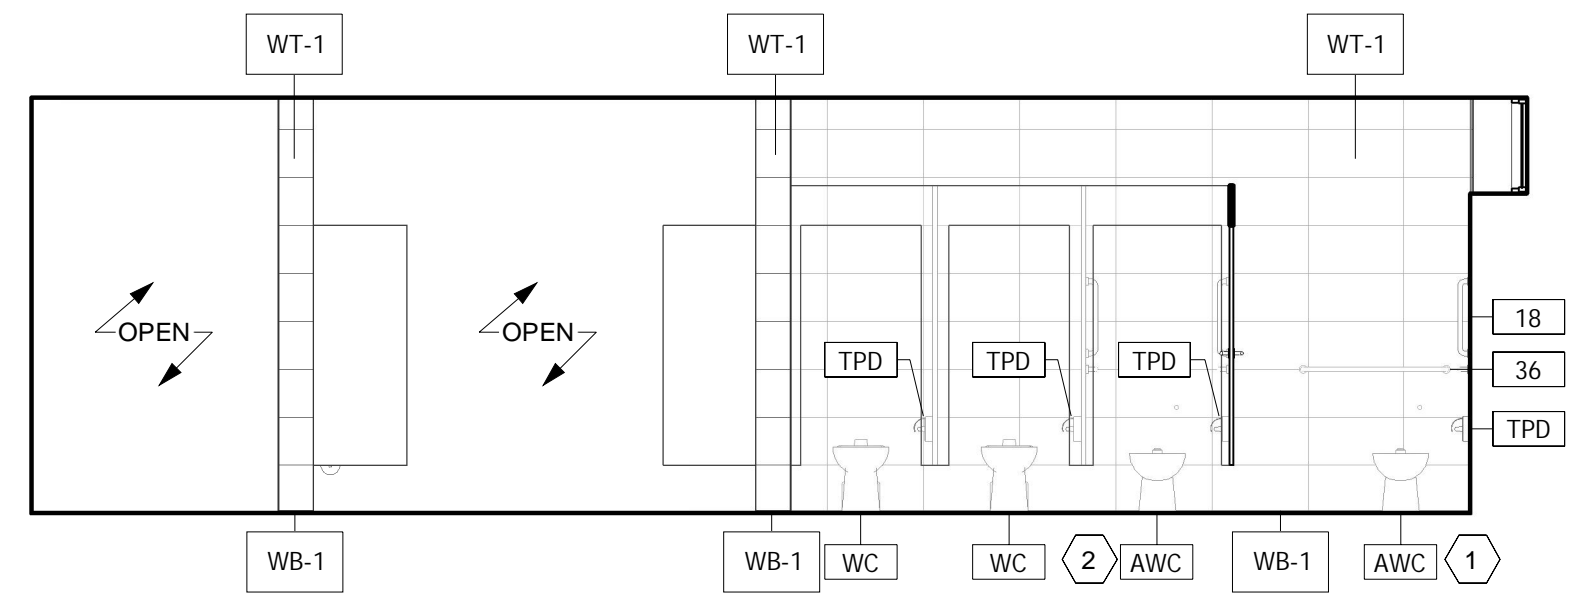 WT-1
WT-1
WT-1
OPEN
OPEN
18
TPD
TPD
TPD
36
TPD
WB-1
WB-1
WC
WC
2
AWC
WB-1
AWC
1